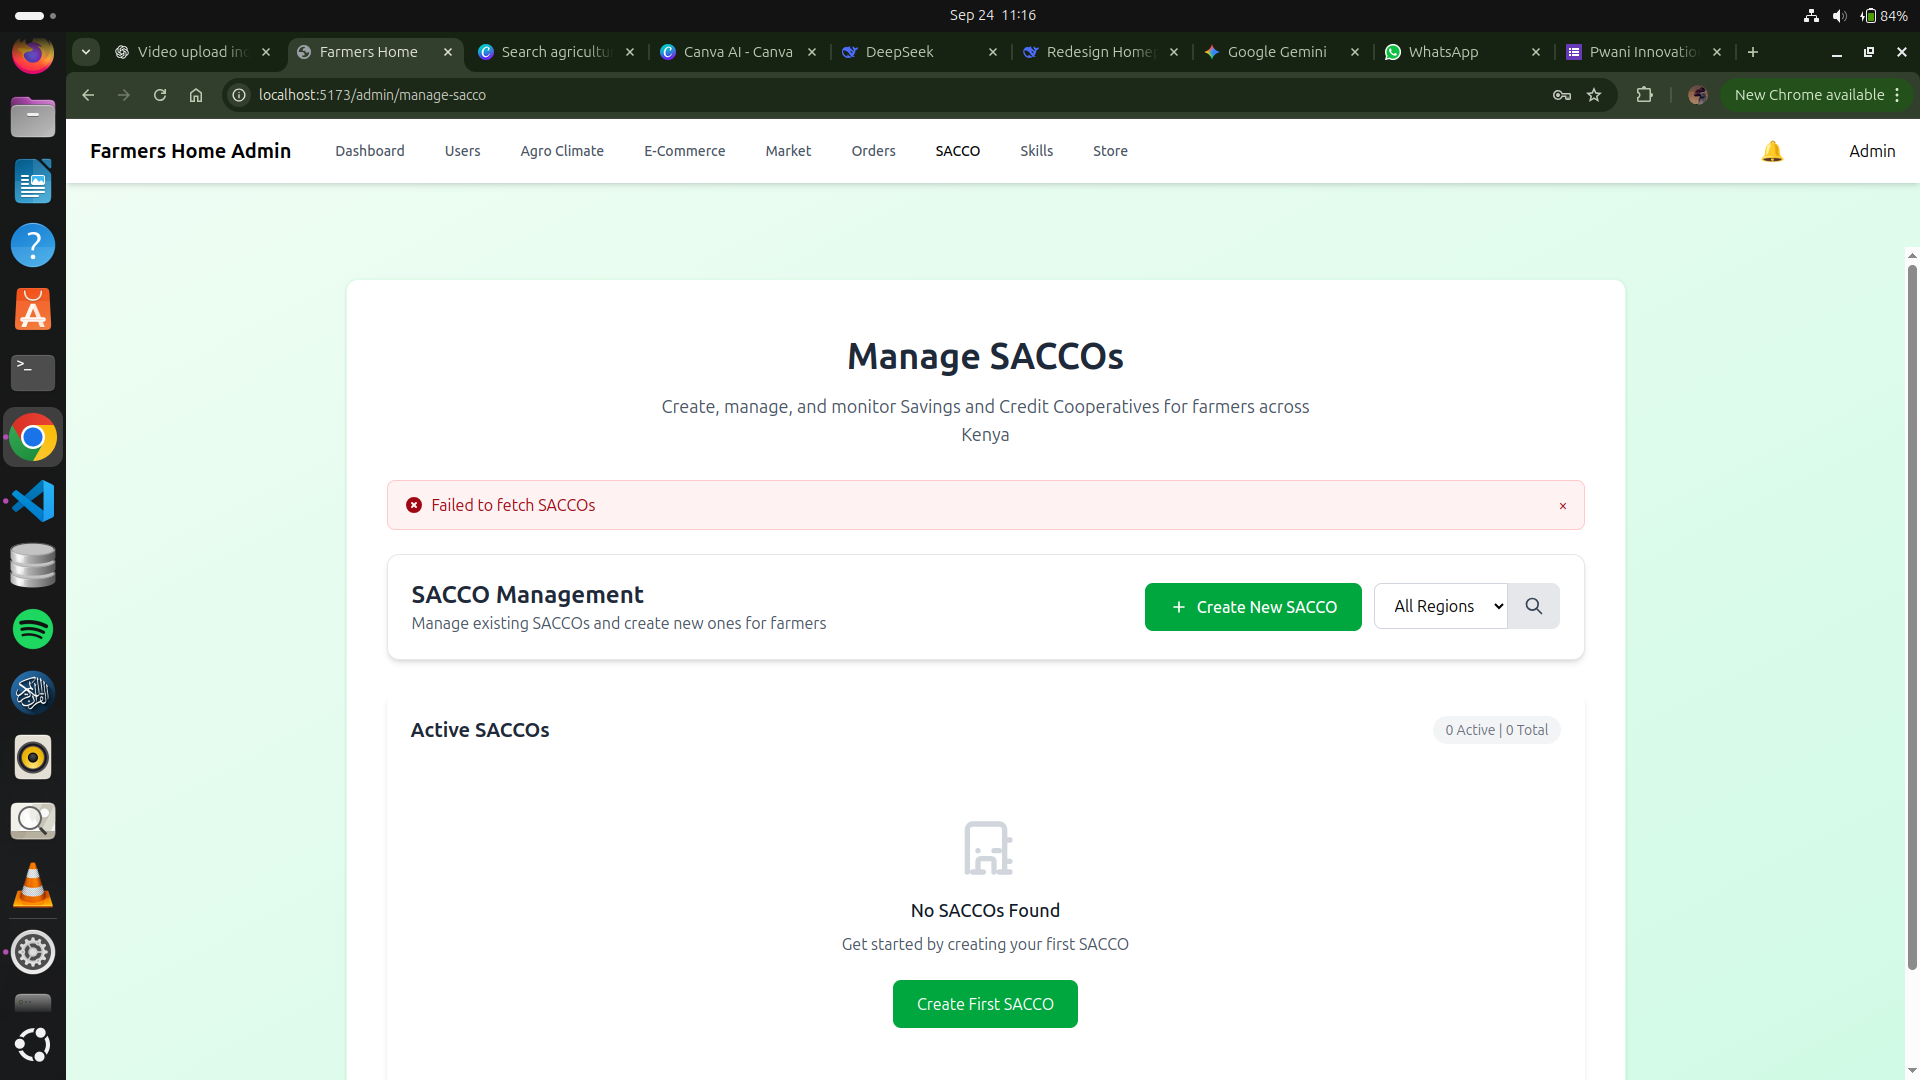 Sep 24 11:16
84%
Video upload inc
Farmers Home
Search agricultu
Canva AI - Canva
DeepSeek
Redesign Home
Google Gemini
WhatsApp
Pwani Innovatio
localhost:5173/admin/manage-sacco
New Chrome available
Farmers Home Admin
Dashboard
Users
Agro Climate
E-Commerce
Market
Orders
SACCO
Skills
Store
Admin
Manage SACCOs
Create, manage, and monitor Savings and Credit Cooperatives for farmers across
Kenya
Failed to fetch SACCOs
×
SACCO Management
Manage existing SACCOs and create new ones for farmers
+ Create New SACCO
All Regions
Active SACCOs
0 Active | 0 Total
No SACCOs Found
Get started by creating your first SACCO
Create First SACCO